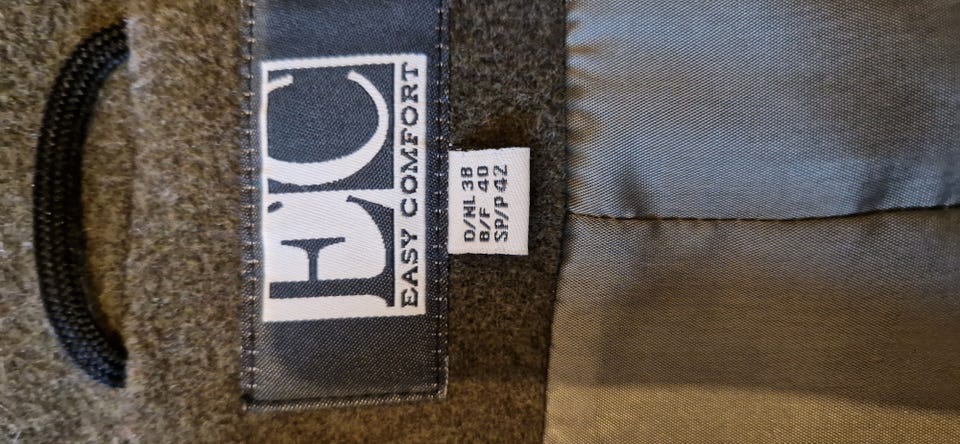 EC
EASY COMFORT
D/NL 38
B/F 40
SP/P 42